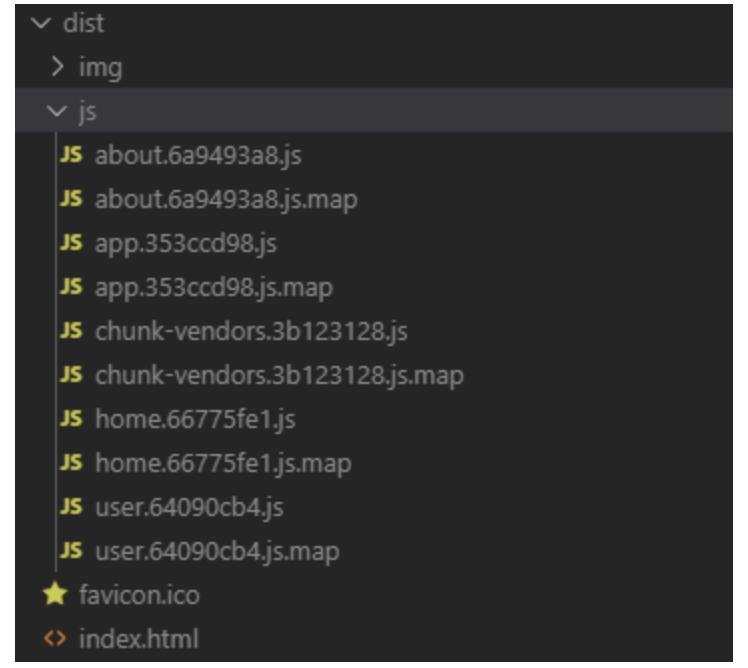 dist
img
js
JS about.6a9493a8.js
JS about.6a9493a8.js.map
JS app.353ccd98.js
JS app.353ccd98.js.map
JS chunk-vendors.3b123128.js
JS chunk-vendors.3b123128.js.map
JS home.66775fe1.js
JS home.66775fe1.js.map
JS user.64090cb4.js
JS user.64090cb4.js.map
favicon.ico
index.html